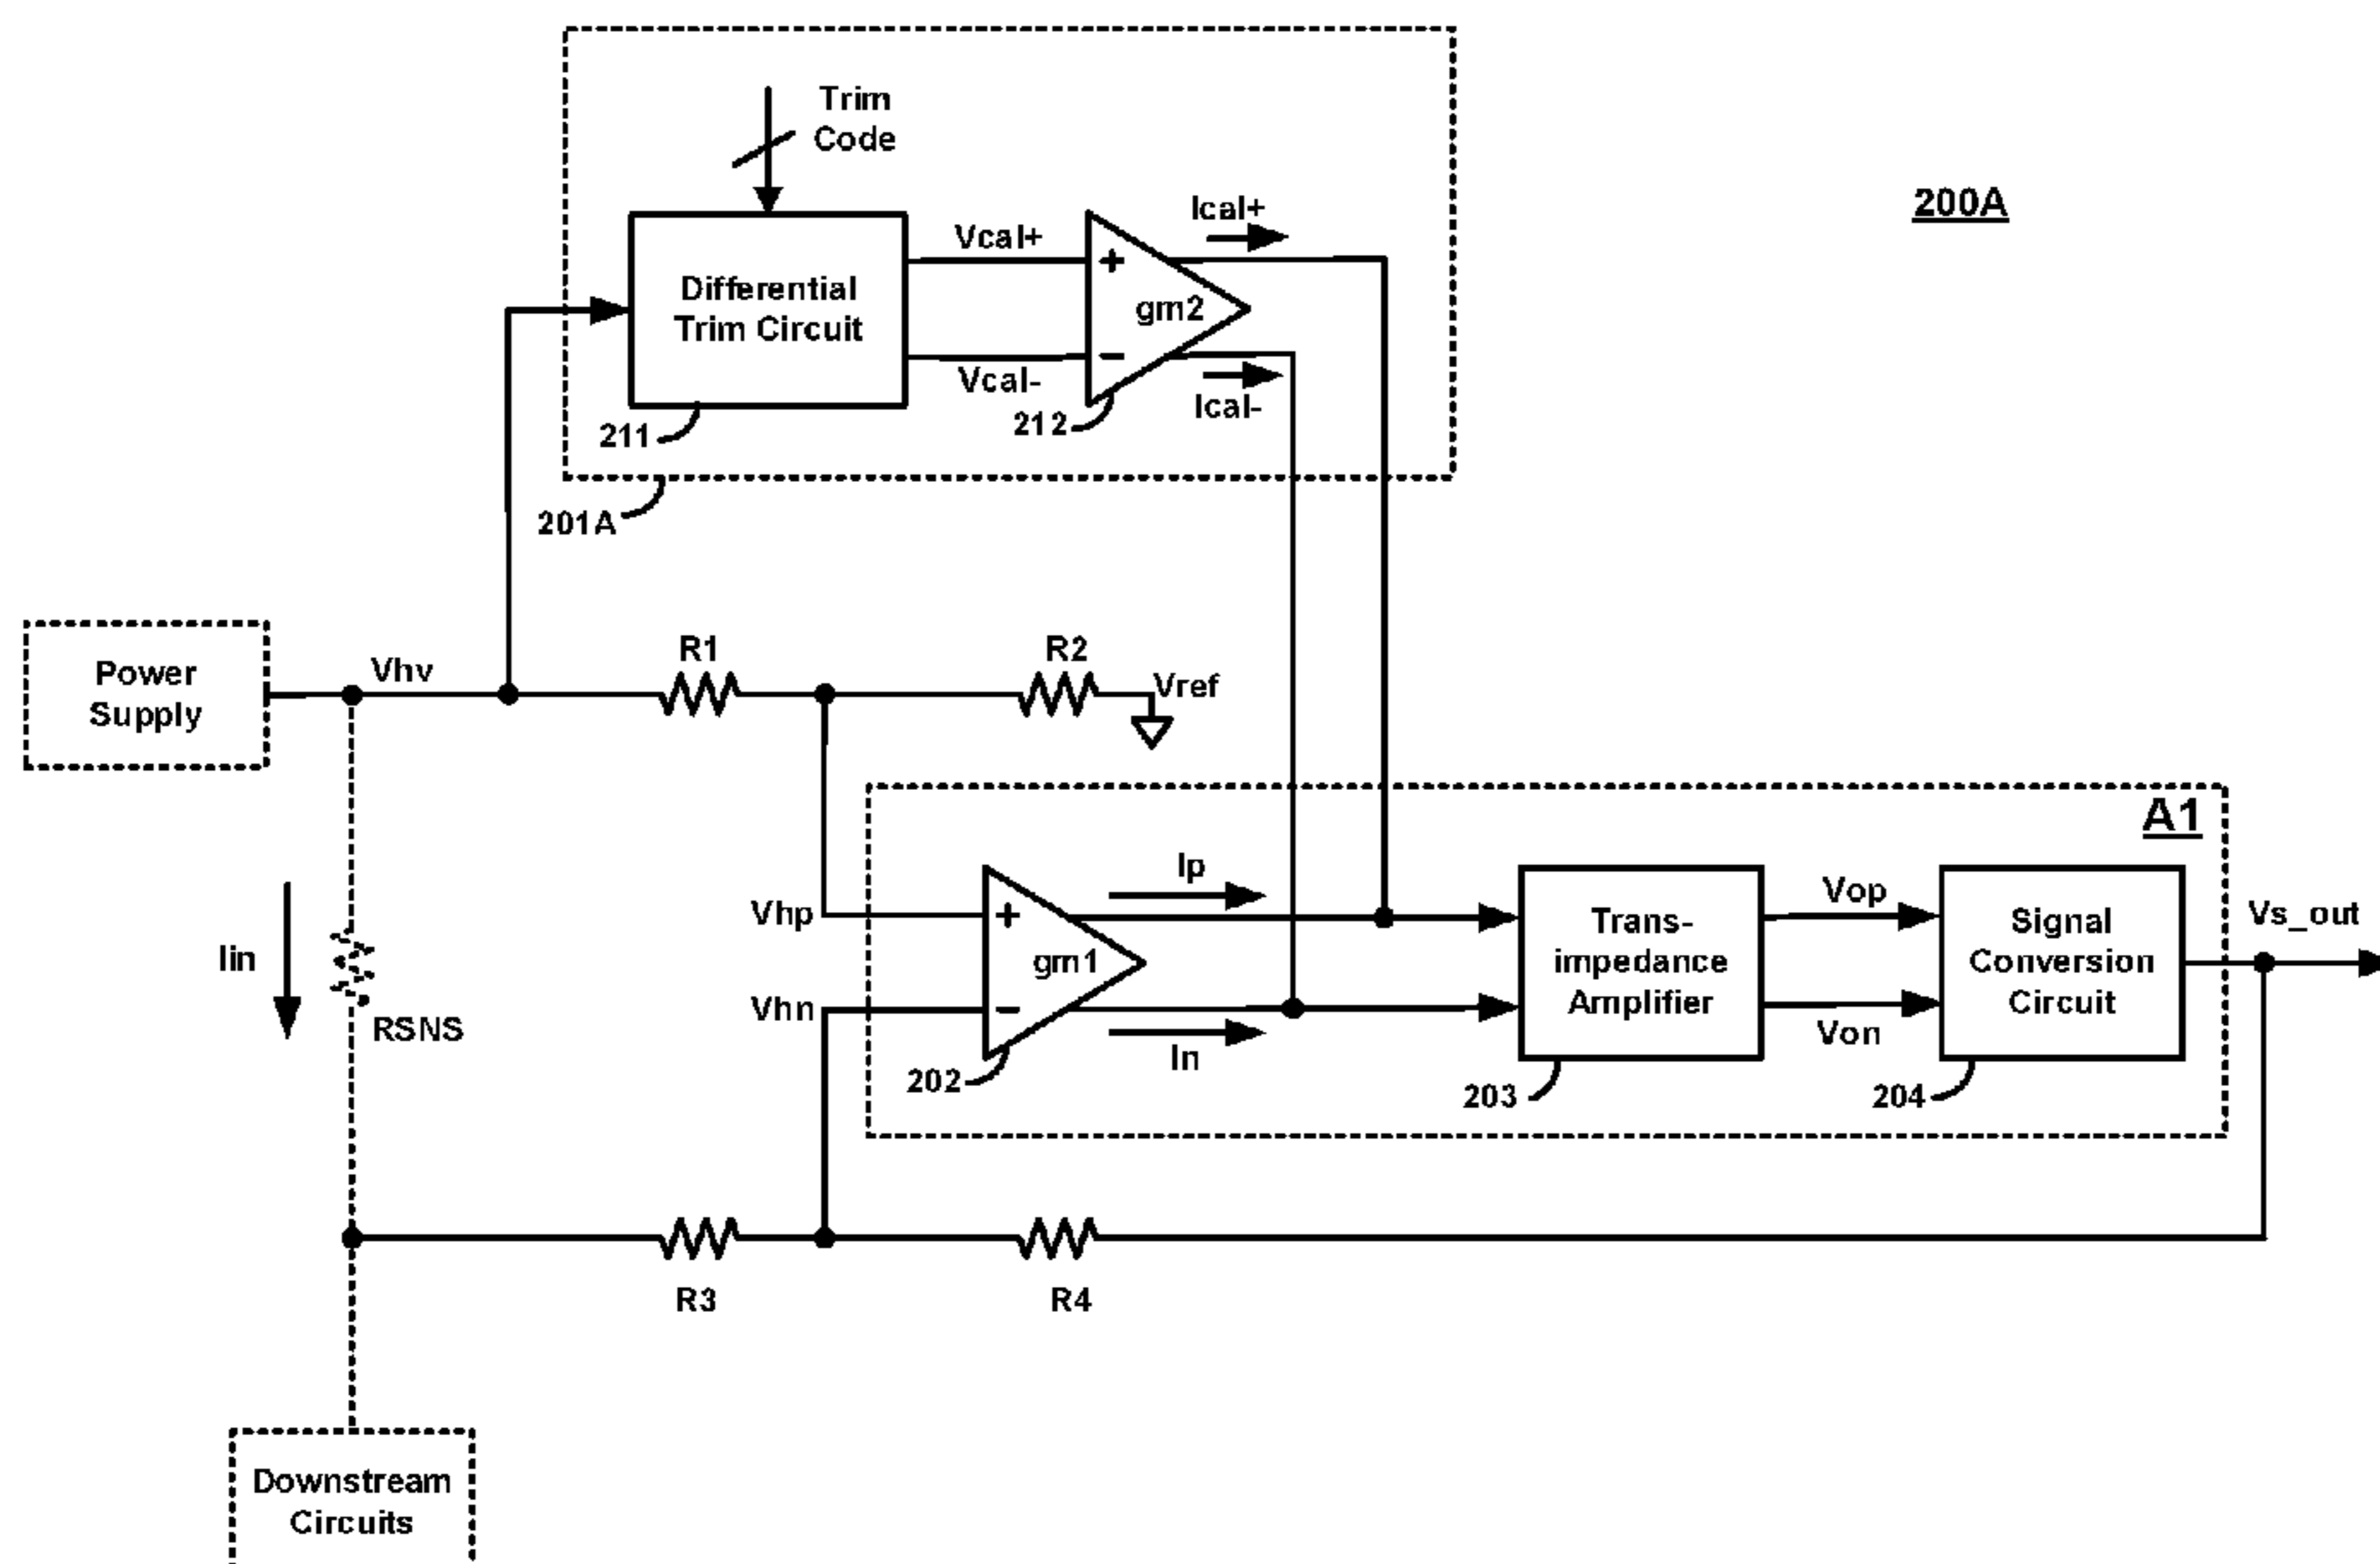 Trim
Code
200A
Ical+
Vcal+
Differential
Trim Circuit
+
gm2
−
Vcal-
Ical-
211
212
201A
Power
Supply
Vhv
R1
R2
Vref
A1
Ip
Vhp
+
gm1
Vhn
−
In
202
Trans-
impedance
Amplifier
203
Vop
Von
Signal
Conversion
Circuit
204
Vs_out
Iin
RSNS
R3
R4
Downstream
Circuits